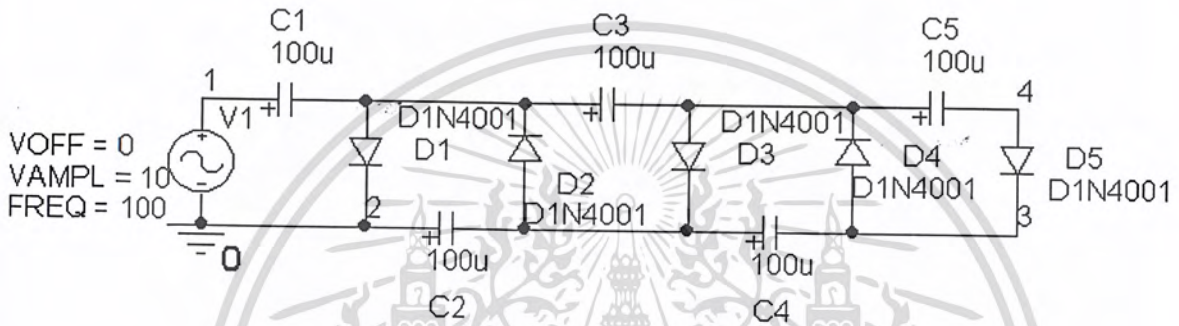 C1
100u
C3
100u
C5
100u
1
+
V1
+
+
4
VOFF = 0
VAMPL = 10
FREQ = 100
+
-
D1N4001
D1
D2
D1N4001
D1N4001
D3
D4
D1N4001
D5
D1N4001
2
3
0
+
100u
C2
+
100u
C4